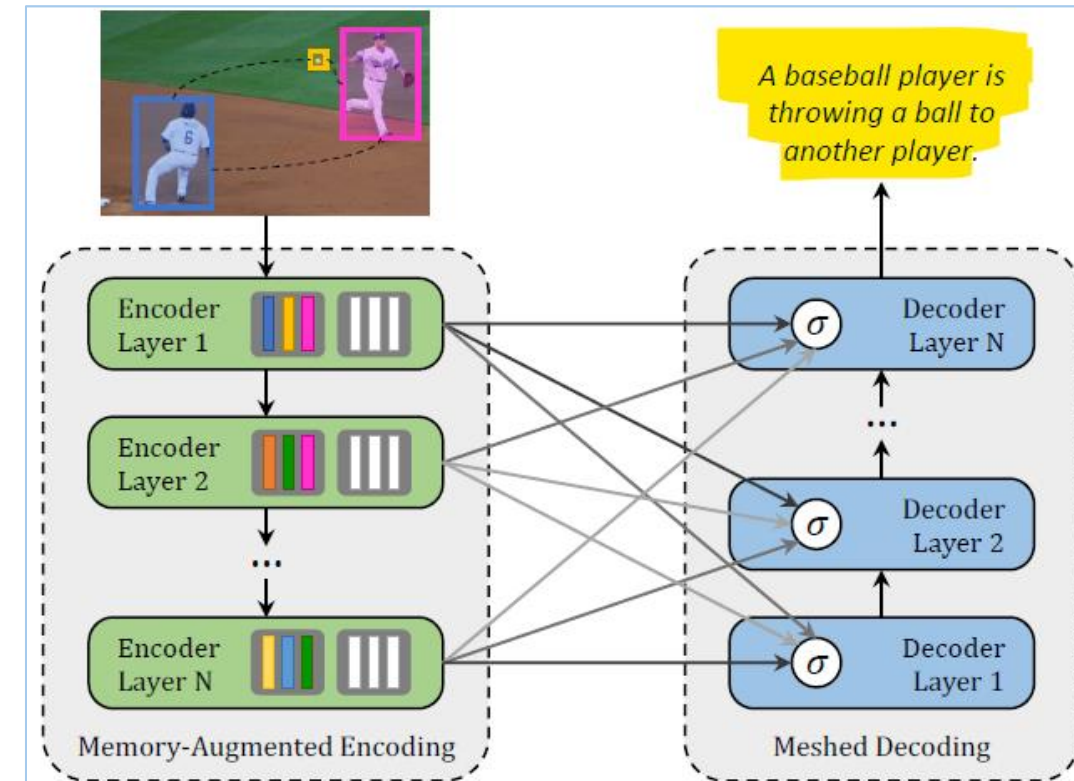 6
A baseball player is
throwing a ball to
another player.
Encoder
Layer 1
Encoder
Layer 2
...
Encoder
Layer N
Memory-Augmented Encoding
σ
Decoder
Layer N
...
σ
Decoder
Layer 2
σ
Decoder
Layer 1
Meshed Decoding